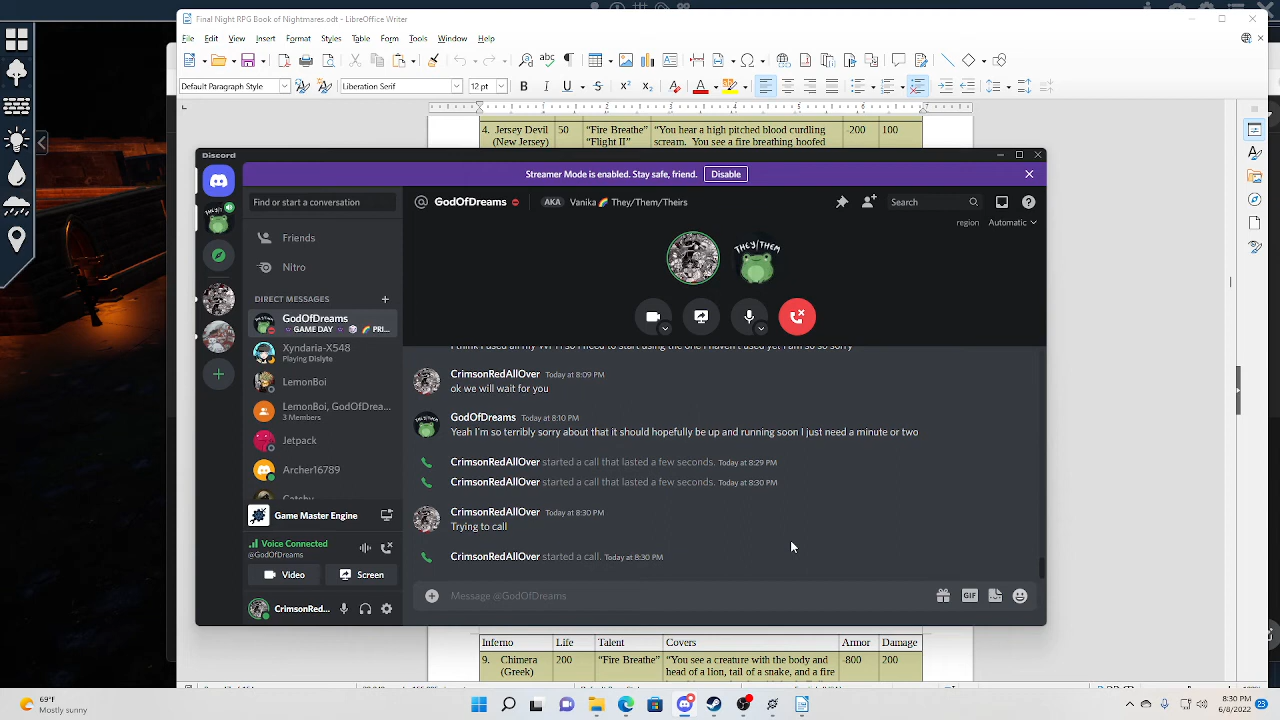 Final Night RPG Book of Nightmares.odt - LibreOffice Writer
File Edit View Insert Format Styles Table Form Tools Window Help
Default Paragraph Style Liberation Serif 12 pt
4. Jersey Devil 50 “Fire Breathe” “You hear a high pitched blood curdling -200 100
(New Jersey) “Flight II” scream. You see a fire breathing hoofed
Discord
Streamer Mode is enabled. Stay safe, friend. Disable
Find or start a conversation
GodOfDreams AKA Vanika 🌈 They/Them/Theirs Search
region Automatic
THEY/THEM
Friends
Nitro
DIRECT MESSAGES
GodOfDreams
GAME DAY PRI...
Xyndaria-X548
Playing Dislyte
LemonBoi
LemonBoi, GodOfDrea...
3 Members
Jetpack
Archer16789
Game Master Engine
Voice Connected
@GodOfDreams
Video Screen
CrimsonRed...
CrimsonRedAllOver Today at 8:09 PM
ok we will wait for you
GodOfDreams Today at 8:10 PM
Yeah I'm so terribly sorry about that it should hopefully be up and running soon I just need a minute or two
CrimsonRedAllOver started a call that lasted a few seconds. Today at 8:29 PM
CrimsonRedAllOver started a call that lasted a few seconds. Today at 8:30 PM
CrimsonRedAllOver Today at 8:30 PM
Trying to call
CrimsonRedAllOver started a call. Today at 8:30 PM
Message @GodOfDreams
GIF
Inferno Life Talent Covers Armor Damage
9. Chimera 200 “Fire Breathe” “You see a creature with the body and -800 200
(Greek) head of a lion, tail of a snake, and a fire
69°F
Mostly sunny
8:30 PM
6/8/2022
23